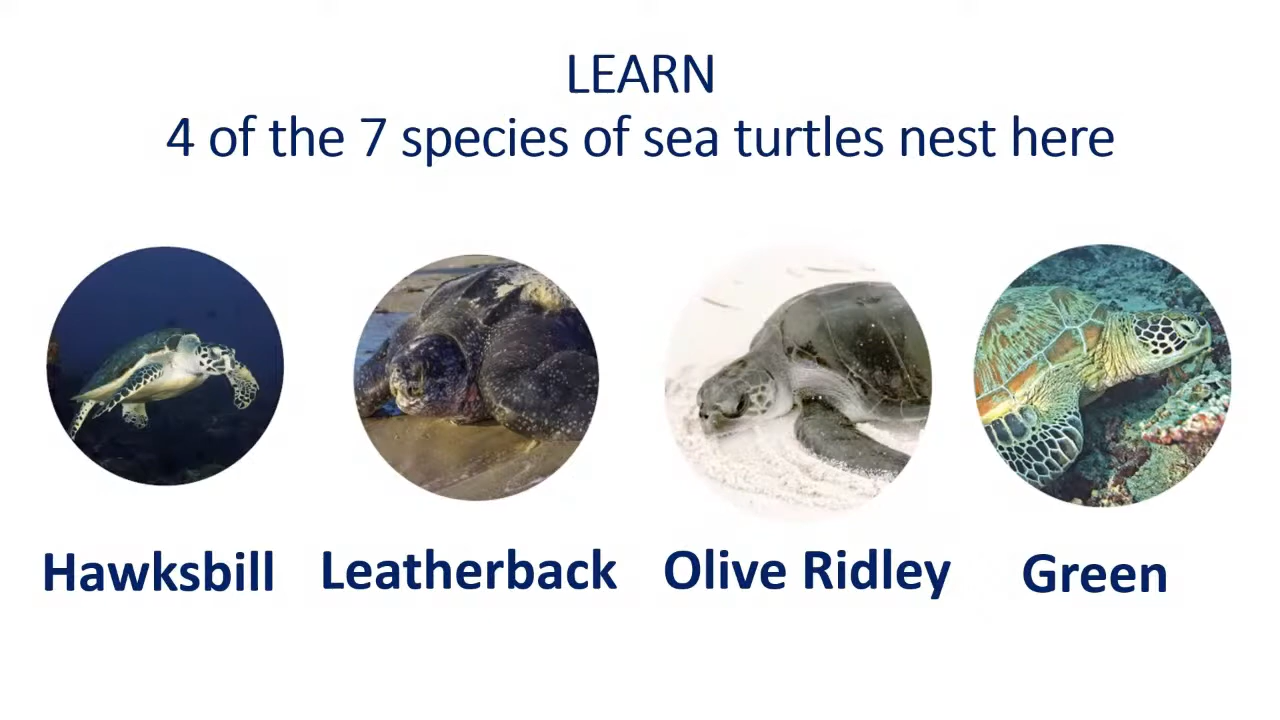 LEARN
4 of the 7 species of sea turtles nest here
Hawksbill
Leatherback
Olive Ridley
Green